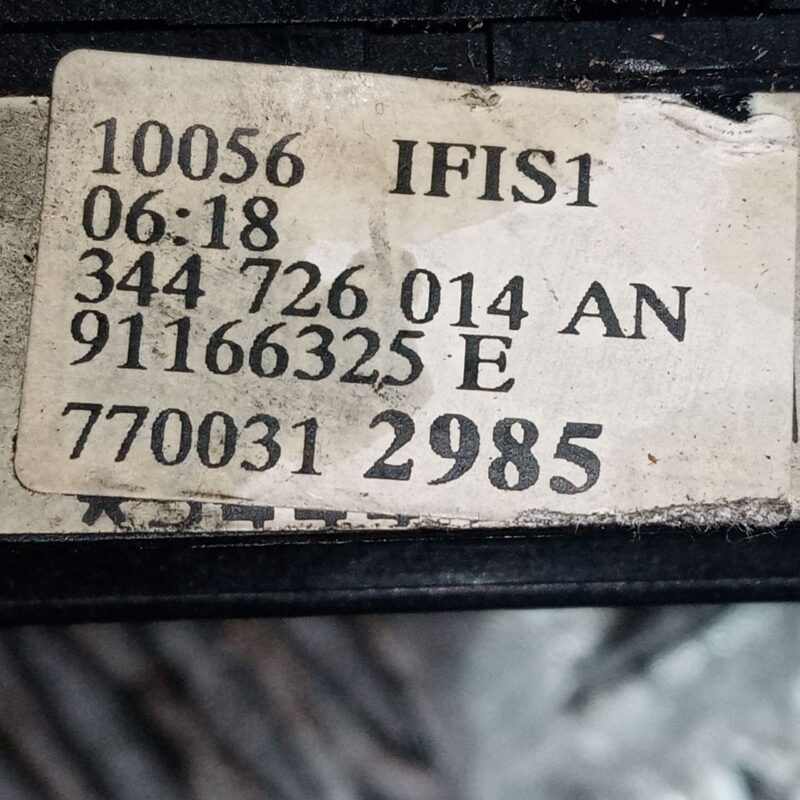 10056 IFIS1
06:18
344 726 014 AN
91166325 E
770031 2985